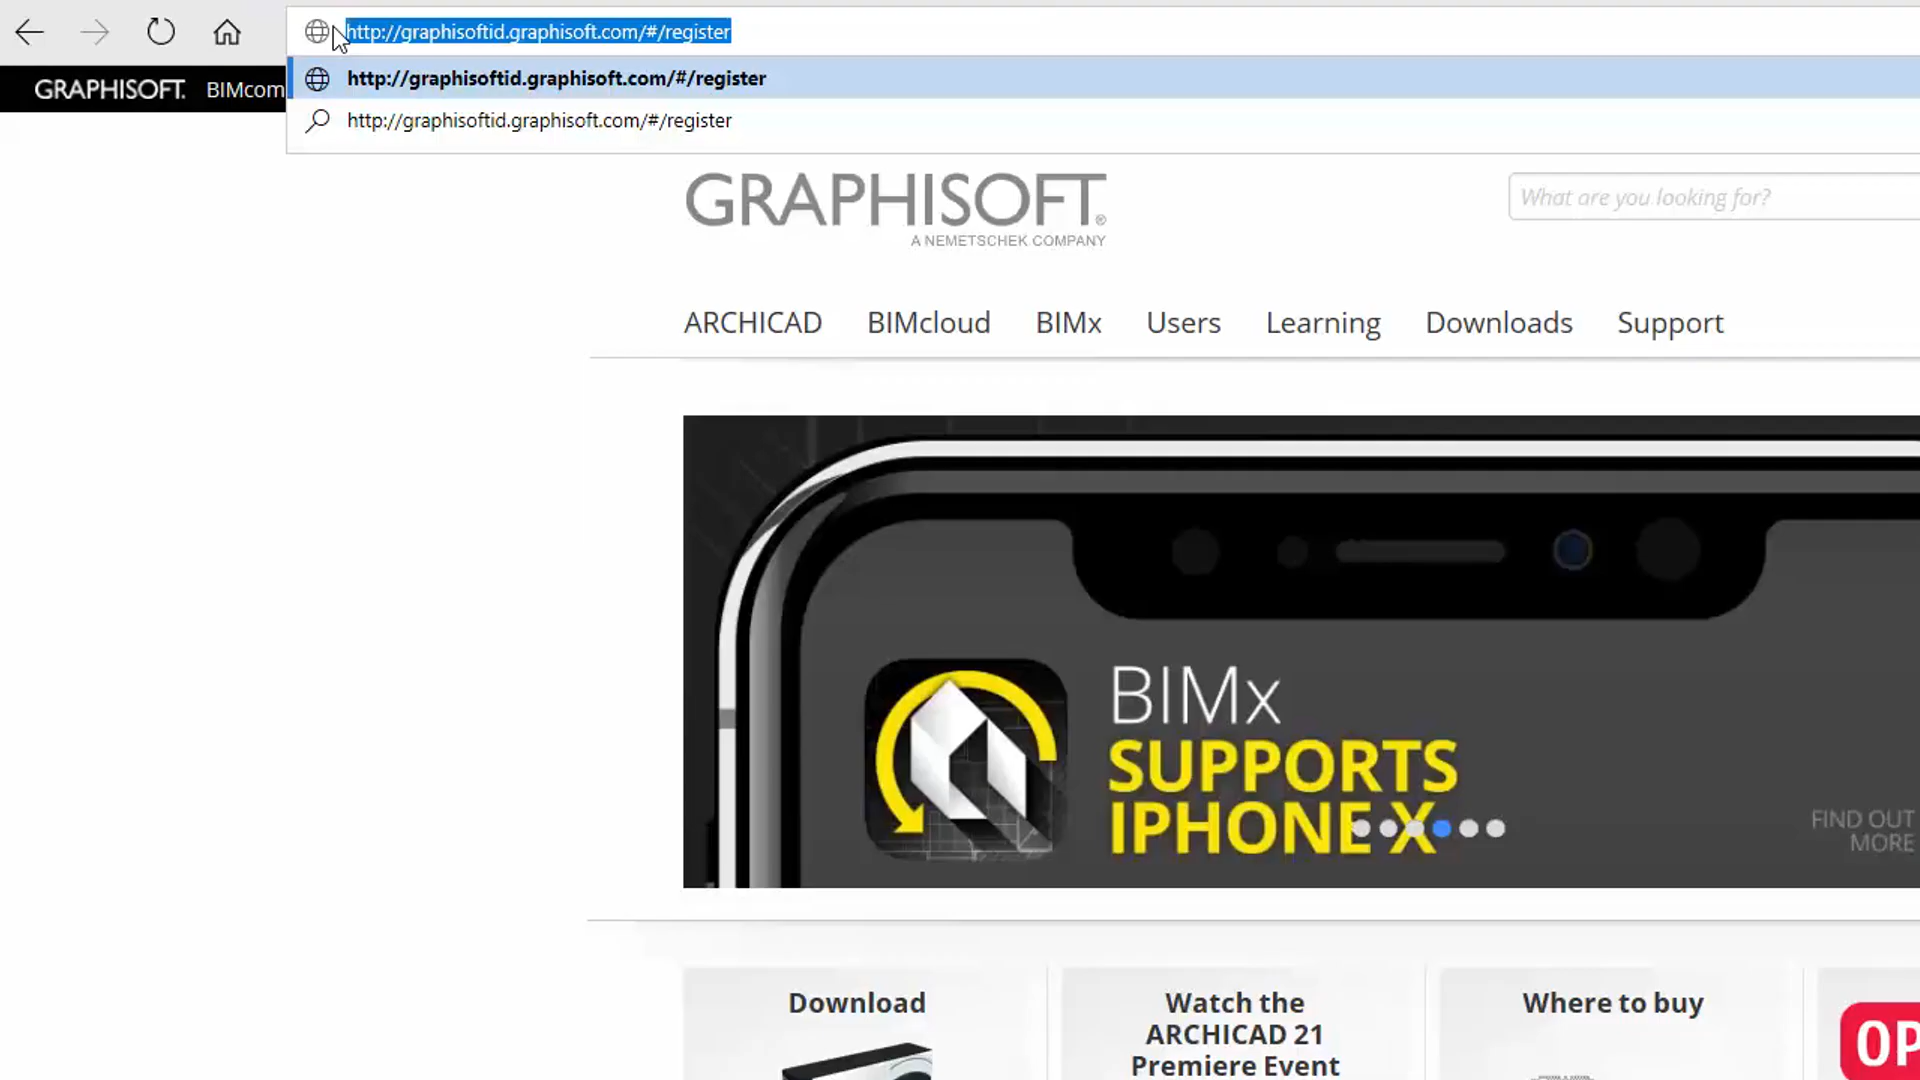 http://graphisoftid.graphisoft.com/#/register
http://graphisoftid.graphisoft.com/#/register
http://graphisoftid.graphisoft.com/#/register
GRAPHISOFT. BIMcom
GRAPHISOFT®
A NEMETSCHEK COMPANY
What are you looking for?
ARCHICAD BIMcloud BIMx Users Learning Downloads Support
BIMx
SUPPORTS
IPHONE X
FIND OUT
MORE
Download
Watch the
ARCHICAD 21
Premiere Event
Where to buy
OP